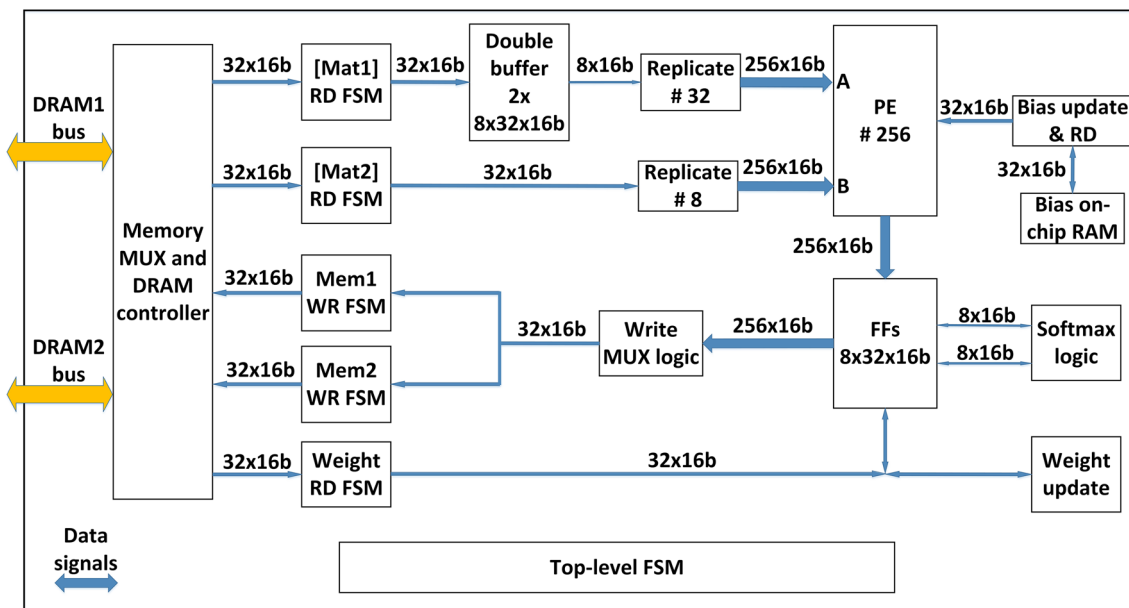 DRAM1
bus
DRAM2
bus
Memory
MUX and
DRAM
controller
32x16b
[Mat1]
RD FSM
32x16b
Double
buffer
2x
8x32x16b
8x16b
Replicate
# 32
256x16b
A
PE
# 256
B
32x16b
Bias update
& RD
32x16b
Bias on-
chip RAM
32x16b
[Mat2]
RD FSM
32x16b
Replicate
# 8
256x16b
256x16b
32x16b
Mem1
WR FSM
32x16b
Mem2
WR FSM
32x16b
Write
MUX logic
256x16b
FFs
8x32x16b
8x16b
8x16b
Softmax
logic
32x16b
Weight
RD FSM
32x16b
Weight
update
Data
signals
Top-level FSM